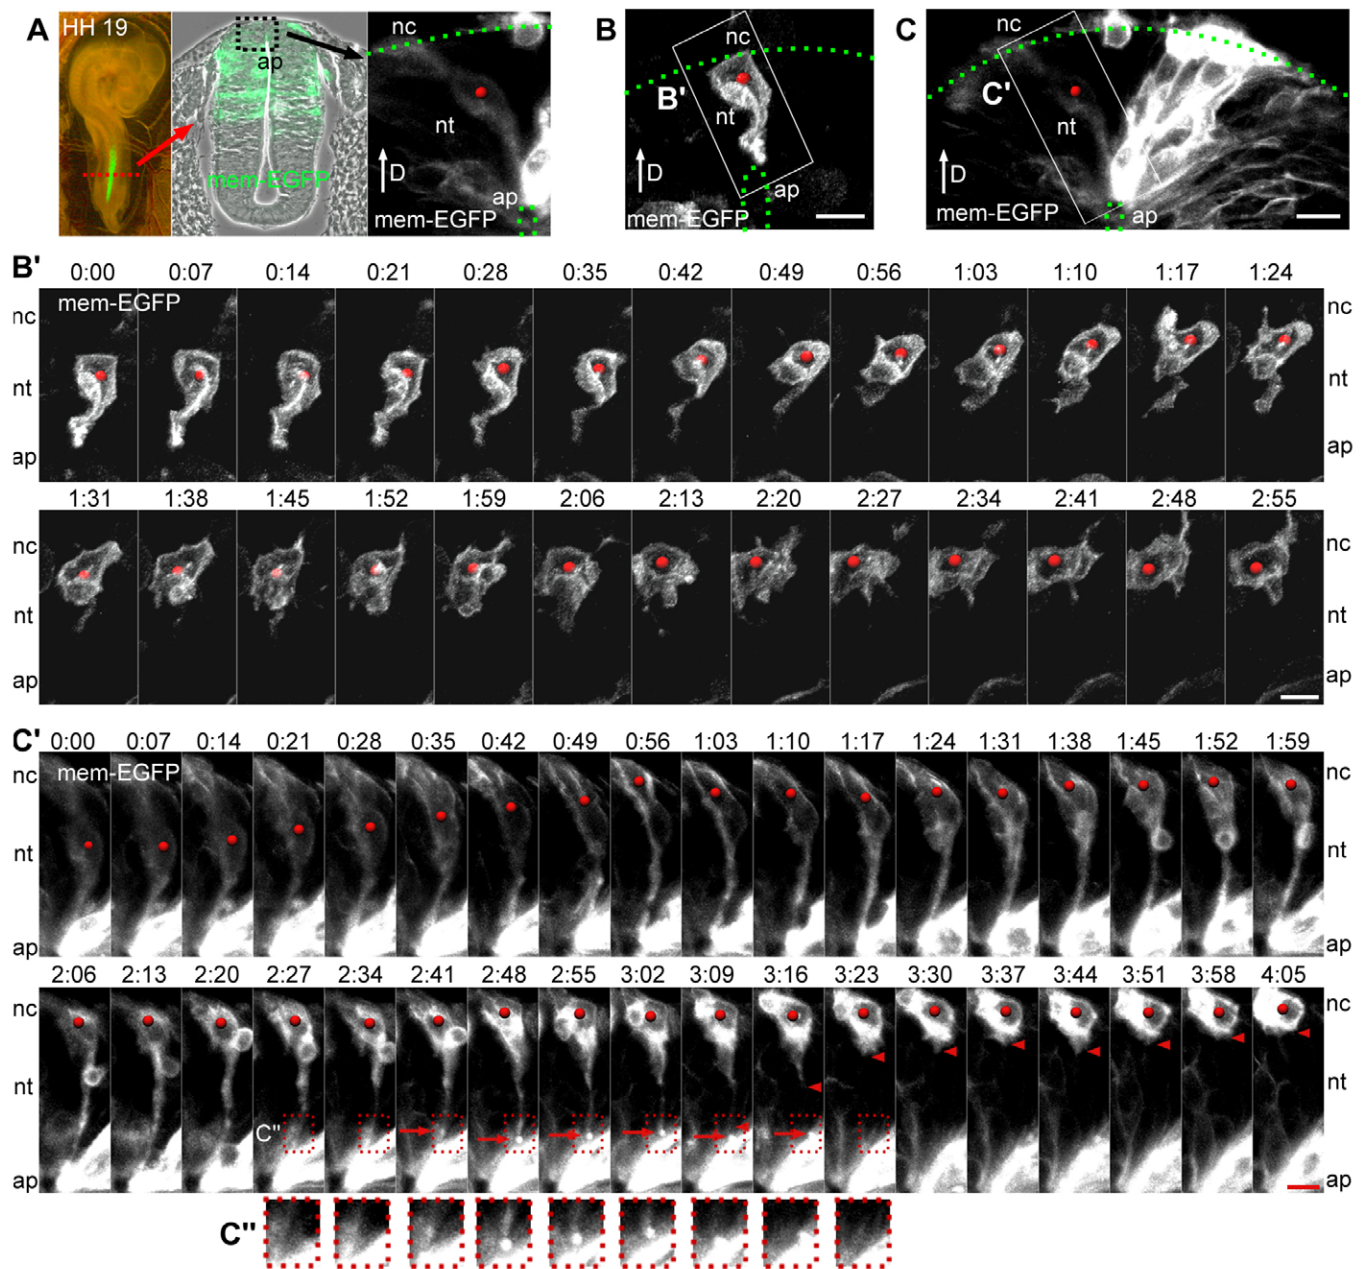 A
HH 19
ap
mem-EGFP
nc
nt
D
ap
mem-EGFP
B
nc
B'
nt
D
ap
mem-EGFP
C
nc
C'
nt
D
ap
mem-EGFP
B'
0:00 0:07 0:14 0:21 0:28 0:35 0:42 0:49 0:56 1:03 1:10 1:17 1:24
mem-EGFP
nc nc
nt nt
ap ap
1:31 1:38 1:45 1:52 1:59 2:06 2:13 2:20 2:27 2:34 2:41 2:48 2:55
nc nc
nt nt
ap ap
C'
0:00 0:07 0:14 0:21 0:28 0:35 0:42 0:49 0:56 1:03 1:10 1:17 1:24 1:31 1:38 1:45 1:52 1:59
mem-EGFP
nc nc
nt nt
ap ap
2:06 2:13 2:20 2:27 2:34 2:41 2:48 2:55 3:02 3:09 3:16 3:23 3:30 3:37 3:44 3:51 3:58 4:05
nc nc
nt nt
C''
ap ap
C''